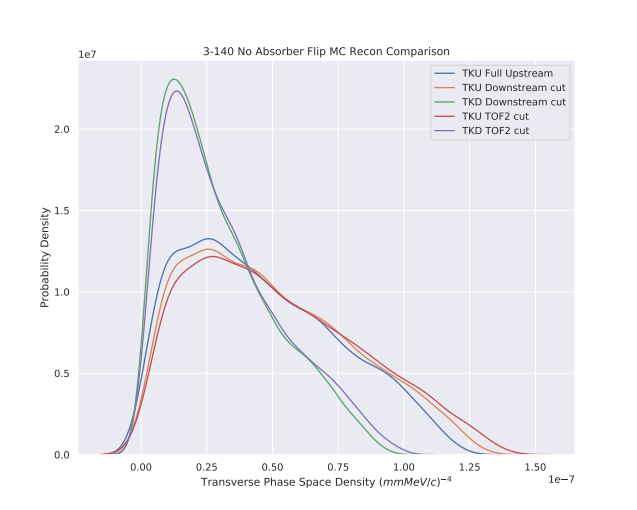 3-140 No Absorber Flip MC Recon Comparison
1e7
TKU Full Upstream
TKU Downstream cut
TKD Downstream cut
TKU TOF2 cut
TKD TOF2 cut
2.0
1.5
1.0
0.5
0.0
Probability Density
0.00 0.25 0.50 0.75 1.00 1.25 1.50
Transverse Phase Space Density (mmMeV/c)⁻⁴
1e−7